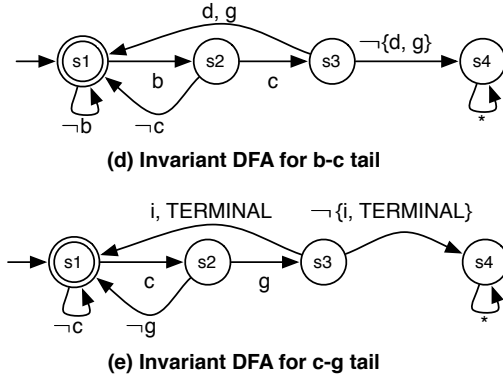 d, g
¬{d, g}
s1
s2
s3
s4
b
c
¬b
¬c
*
(d) Invariant DFA for b-c tail
i, TERMINAL
¬{i, TERMINAL}
s1
s2
s3
s4
c
g
¬c
¬g
*
(e) Invariant DFA for c-g tail